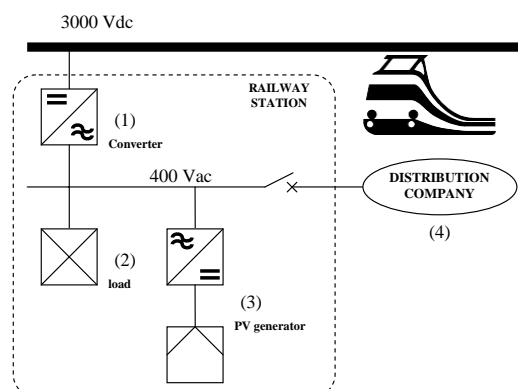 3000 Vdc
RAILWAY
STATION
(1)
Converter
400 Vac
DISTRIBUTION
COMPANY
(4)
(2)
load
(3)
PV generator